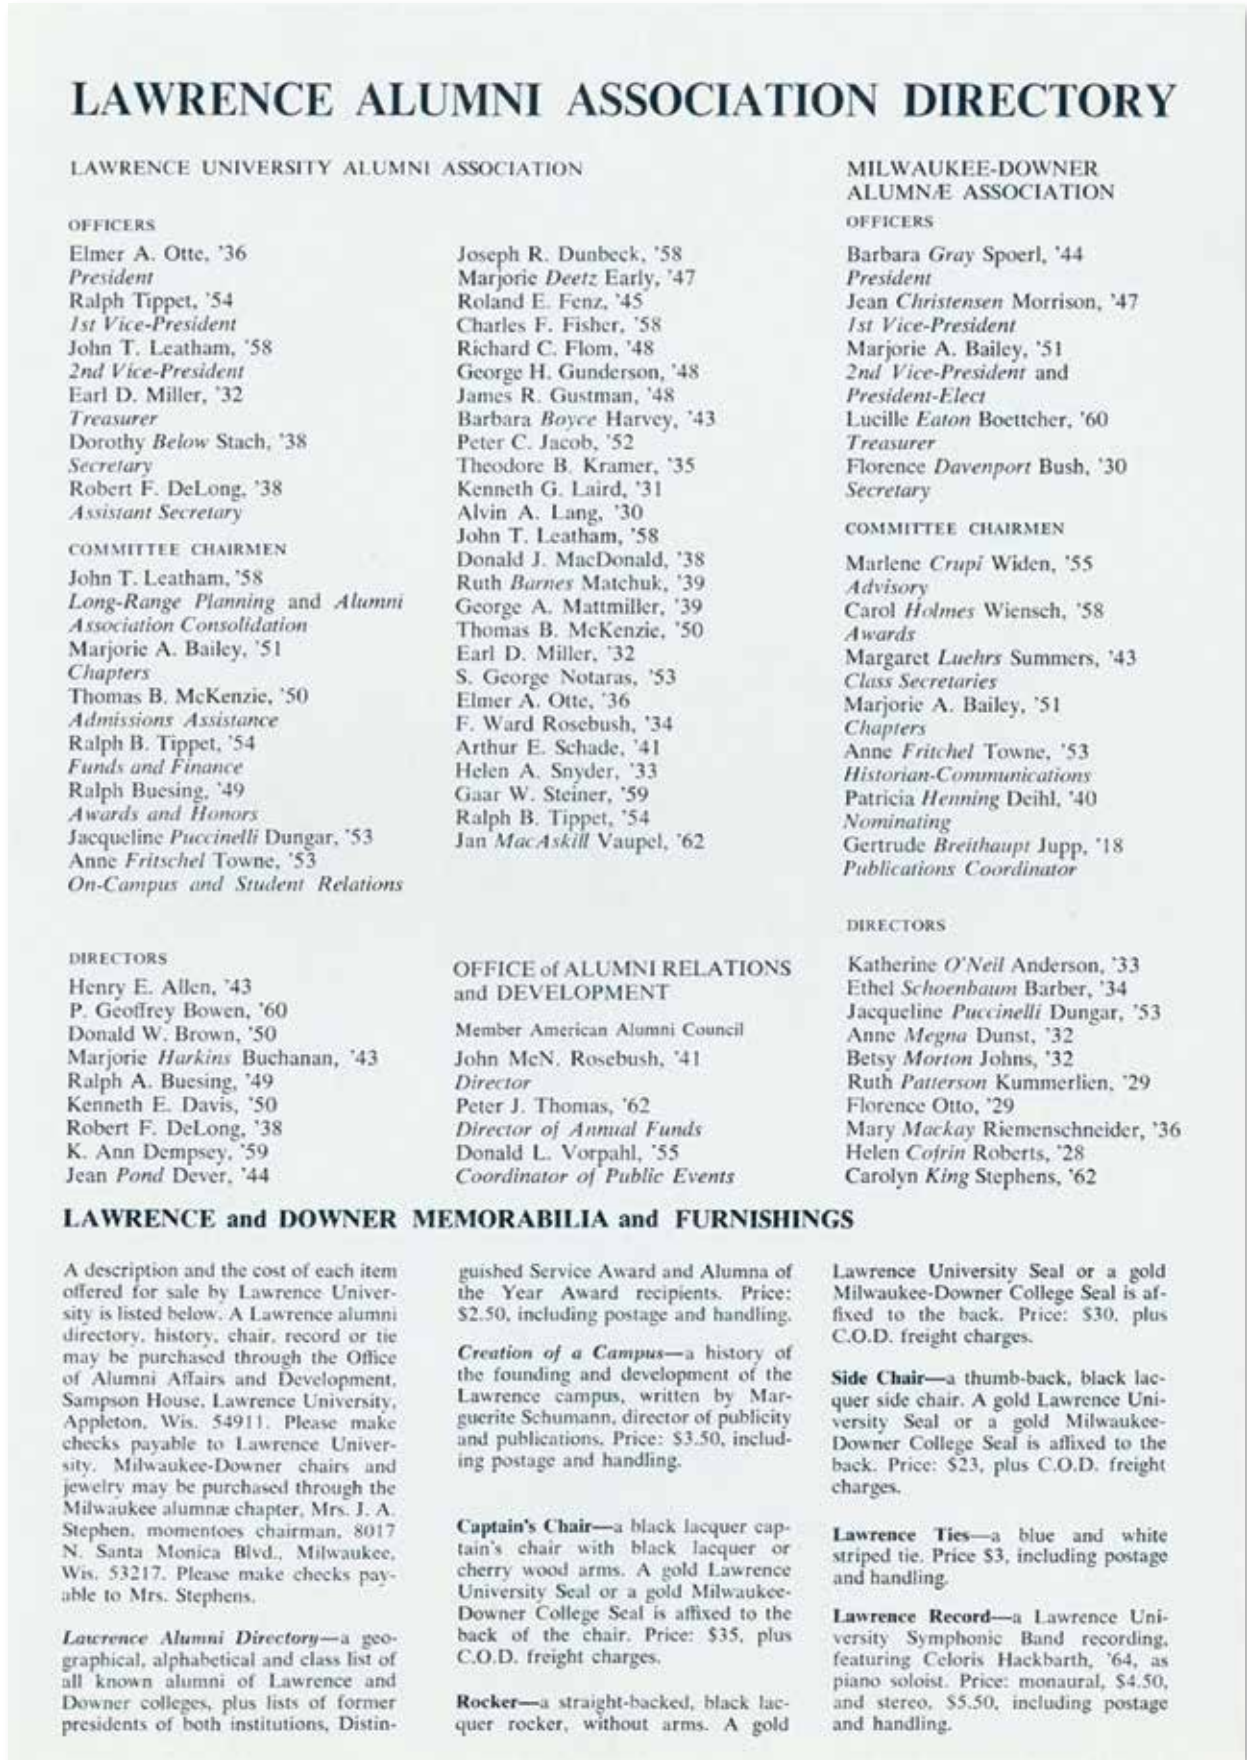 LAWRENCE ALUMNI ASSOCIATION DIRECTORY
LAWRENCE UNIVERSITY ALUMNI ASSOCIATION
OFFICERS
Elmer A. Otte, '36
President
Ralph Tippet, '54
1st Vice-President
John T. Leatham, '58
2nd Vice-President
Earl D. Miller, '32
Treasurer
Dorothy Below Stach, '38
Secretary
Robert F. DeLong, '38
Assistant Secretary
COMMITTEE CHAIRMEN
John T. Leatham, '58
Long-Range Planning and Alumni
Association Consolidation
Marjorie A. Bailey, '51
Chapters
Thomas B. McKenzie, '50
Admissions Assistance
Ralph B. Tippet, '54
Funds and Finance
Ralph Buesing, '49
Awards and Honors
Jacqueline Puccinelli Dungar, '53
Anne Fritschel Towne, '53
On-Campus and Student Relations
DIRECTORS
Henry E. Allen, '43
P. Geoffrey Bowen, '60
Donald W. Brown, '50
Marjorie Harkins Buchanan, '43
Ralph A. Buesing, '49
Kenneth E. Davis, '50
Robert F. DeLong, '38
K. Ann Dempsey, '59
Jean Pond Dever, '44
Joseph R. Dunbeck, '58
Marjorie Deetz Early, '47
Roland E. Fenz, '45
Charles F. Fisher, '58
Richard C. Flom, '48
George H. Gunderson, '48
James R. Gustman, '48
Barbara Boyce Harvey, '43
Peter C. Jacob, '52
Theodore B. Kramer, '35
Kenneth G. Laird, '31
Alvin A. Lang, '30
John T. Leatham, '58
Donald J. MacDonald, '38
Ruth Barnes Matchuk, '39
George A. Mattmiller, '39
Thomas B. McKenzie, '50
Earl D. Miller, '32
S. George Notaras, '53
Elmer A. Otte, '36
F. Ward Rosebush, '34
Arthur E. Schade, '41
Helen A. Snyder, '33
Gaar W. Steiner, '59
Ralph B. Tippet, '54
Jan MacAskill Vaupel, '62
OFFICE of ALUMNI RELATIONS
and DEVELOPMENT
Member American Alumni Council
John McN. Rosebush, '41
Director
Peter J. Thomas, '62
Director of Annual Funds
Donald L. Vorpahl, '55
Coordinator of Public Events
MILWAUKEE-DOWNER
ALUMNÆ ASSOCIATION
OFFICERS
Barbara Gray Spoerl, '44
President
Jean Christensen Morrison, '47
1st Vice-President
Marjorie A. Bailey, '51
2nd Vice-President and
President-Elect
Lucille Eaton Boettcher, '60
Treasurer
Florence Davenport Bush, '30
Secretary
COMMITTEE CHAIRMEN
Marlene Crupi Widen, '55
Advisory
Carol Holmes Wiensch, '58
Awards
Margaret Luehrs Summers, '43
Class Secretaries
Marjorie A. Bailey, '51
Chapters
Anne Fritchel Towne, '53
Historian-Communications
Patricia Henning Deihl, '40
Nominating
Gertrude Breithaupt Jupp, '18
Publications Coordinator
DIRECTORS
Katherine O'Neil Anderson, '33
Ethel Schoenbaum Barber, '34
Jacqueline Puccinelli Dungar, '53
Anne Megna Dunst, '32
Betsy Morton Johns, '32
Ruth Patterson Kummerlien, '29
Florence Otto, '29
Mary Mackay Riemenschneider, '36
Helen Cofrin Roberts, '28
Carolyn King Stephens, '62
LAWRENCE and DOWNER MEMORABILIA and FURNISHINGS
A description and the cost of each item
offered for sale by Lawrence Univer-
sity is listed below. A Lawrence alumni
directory, history, chair, record or tie
may be purchased through the Office
of Alumni Affairs and Development,
Sampson House, Lawrence University,
Appleton, Wis. 54911. Please make
checks payable to Lawrence Univer-
sity. Milwaukee-Downer chairs and
jewelry may be purchased through the
Milwaukee alumnæ chapter, Mrs. J. A.
Stephen, momentoes chairman, 8017
N. Santa Monica Blvd., Milwaukee,
Wis. 53217. Please make checks pay-
able to Mrs. Stephens.
Lawrence Alumni Directory—a geo-
graphical, alphabetical and class list of
all known alumni of Lawrence and
Downer colleges, plus lists of former
presidents of both institutions, Distin-
guished Service Award and Alumna of
the Year Award recipients. Price:
$2.50, including postage and handling.
Creation of a Campus—a history of
the founding and development of the
Lawrence campus, written by Mar-
guerite Schumann, director of publicity
and publications. Price: $3.50, includ-
ing postage and handling.
Captain's Chair—a black lacquer cap-
tain's chair with black lacquer or
cherry wood arms. A gold Lawrence
University Seal or a gold Milwaukee-
Downer College Seal is affixed to the
back of the chair. Price: $35, plus
C.O.D. freight charges.
Rocker—a straight-backed, black lac-
quer rocker, without arms. A gold
Lawrence University Seal or a gold
Milwaukee-Downer College Seal is af-
fixed to the back. Price: $30, plus
C.O.D. freight charges.
Side Chair—a thumb-back, black lac-
quer side chair. A gold Lawrence Uni-
versity Seal or a gold Milwaukee-
Downer College Seal is affixed to the
back. Price: $23, plus C.O.D. freight
charges.
Lawrence Ties—a blue and white
striped tie. Price $3, including postage
and handling.
Lawrence Record—a Lawrence Uni-
versity Symphonic Band recording,
featuring Celoris Hackbarth, '64, as
piano soloist. Price: monaural, $4.50,
and stereo, $5.50, including postage
and handling.